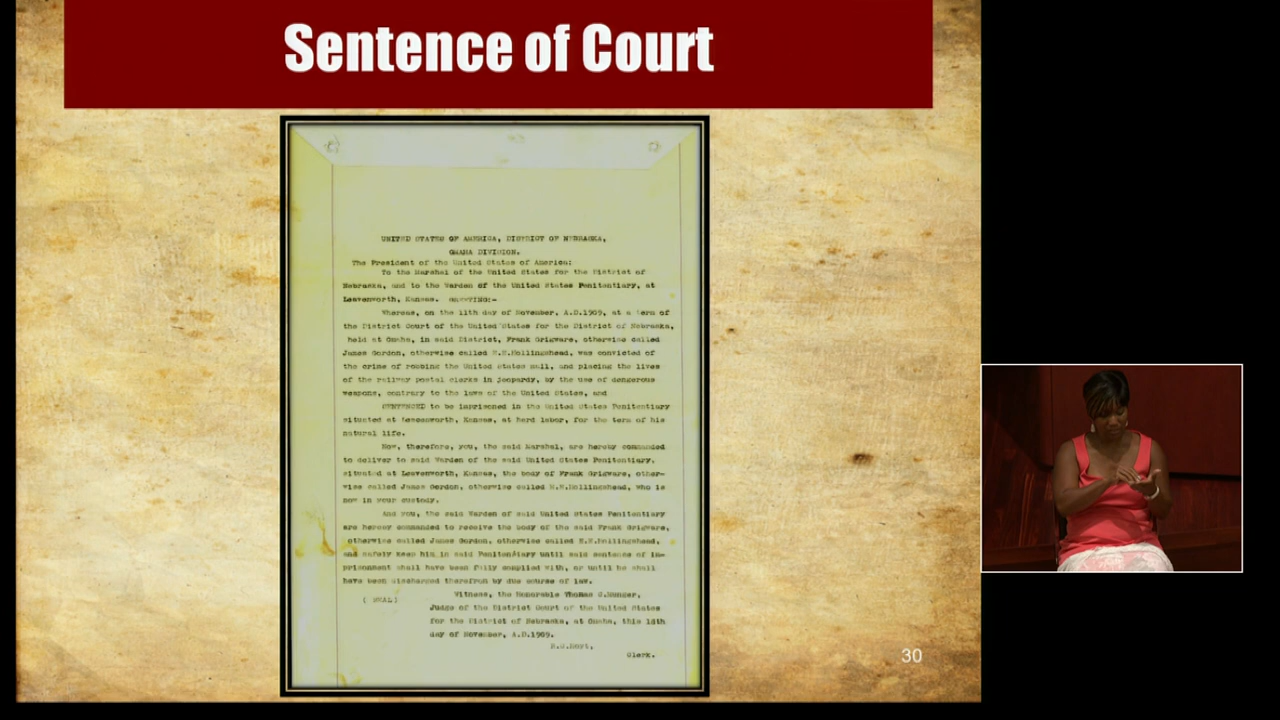 Sentence of Court
UNITED STATES OF AMERICA, DISTRICT OF NEBRASKA,
OMAHA DIVISION.
The President of the United States of America:
To the Marshal of the United States for the District of
Nebraska, and to the Warden of the United States Penitentiary, at
Leavenworth, Kansas. GREETING:-
Whereas, on the 11th day of November, A.D.1909, at a term of
the District Court of the United States for the District of Nebraska,
held at Omaha, in said District, Frank Grigware, otherwise called
James Gordon, otherwise called E.E.Hollingshead, was convicted of
the crime of robbing the United States mail, and placing the lives
of the railway postal clerks in jeopardy, by the use of dangerous
weapons, contrary to the laws of the United States, and
SENTENCED to be imprisoned in the United States Penitentiary
situated at Leavenworth, Kansas, at hard labor, for the term of his
natural life.
Now, therefore, you, the said Marshal, are hereby commanded
to deliver to said Warden of the said United States Penitentiary,
situated at Leavenworth, Kansas, the body of Frank Grigware, other-
wise called James Gordon, otherwise called E.E.Hollingshead, who is
now in your custody.
And you, the said Warden of said United States Penitentiary
are hereby commanded to receive the body of the said Frank Grigware,
otherwise called James Gordon, otherwise called E.E.Hollingshead,
and safely keep him in said Penitentiary until said sentence of im-
prisonment shall have been fully complied with, or until he shall
have been discharged therefrom by due course of law.
Witness, the Honorable Thomas C.Munger,
( SEAL)
Judge of the District Court of the United States
for the District of Nebraska, at Omaha, this 18th
day of November, A.D.1909.
Clerk.
30